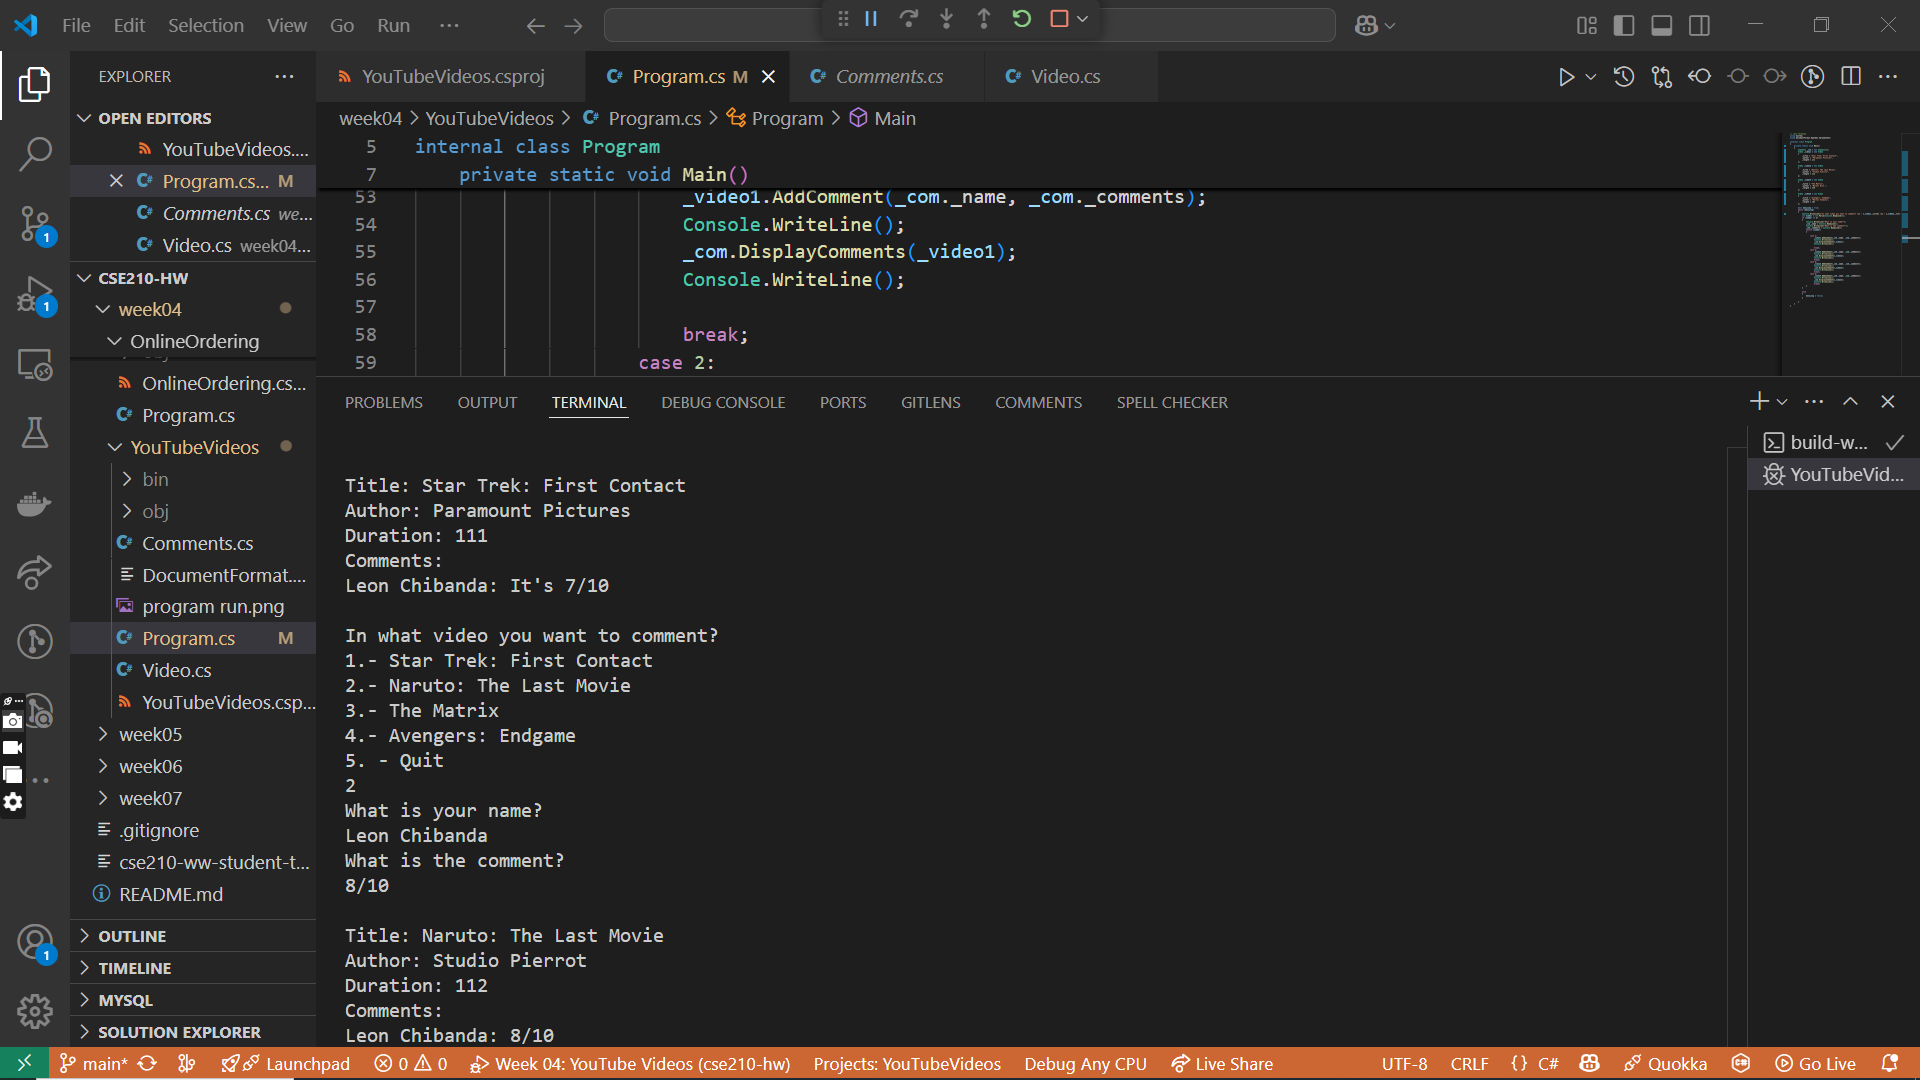 File Edit Selection View Go Run ...
EXPLORER ...
OPEN EDITORS
YouTubeVideos....
Program.cs... M
Comments.cs we...
Video.cs week04...
CSE210-HW
week04
OnlineOrdering
OnlineOrdering.cs...
Program.cs
YouTubeVideos
bin
obj
Comments.cs
DocumentFormat....
program run.png
Program.cs M
Video.cs
YouTubeVideos.csp...
week05
week06
week07
.gitignore
cse210-ww-student-t...
README.md
OUTLINE
TIMELINE
MYSQL
SOLUTION EXPLORER
1
1
1
YouTubeVideos.csproj Program.cs M Comments.cs Video.cs
week04 > YouTubeVideos > Program.cs > Program > Main
5 internal class Program
7 private static void Main()
53 _video1.AddComment(_com._name, _com._comments);
54 Console.WriteLine();
55 _com.DisplayComments(_video1);
56 Console.WriteLine();
57
58 break;
59 case 2:
PROBLEMS OUTPUT TERMINAL DEBUG CONSOLE PORTS GITLENS COMMENTS SPELL CHECKER
build-w...
YouTubeVid...
Title: Star Trek: First Contact
Author: Paramount Pictures
Duration: 111
Comments:
Leon Chibanda: It's 7/10
In what video you want to comment?
1.- Star Trek: First Contact
2.- Naruto: The Last Movie
3.- The Matrix
4.- Avengers: Endgame
5. - Quit
2
What is your name?
Leon Chibanda
What is the comment?
8/10
Title: Naruto: The Last Movie
Author: Studio Pierrot
Duration: 112
Comments:
Leon Chibanda: 8/10
main* Launchpad 0 0 Week 04: YouTube Videos (cse210-hw) Projects: YouTubeVideos Debug Any CPU Live Share UTF-8 CRLF {} C# Quokka Go Live